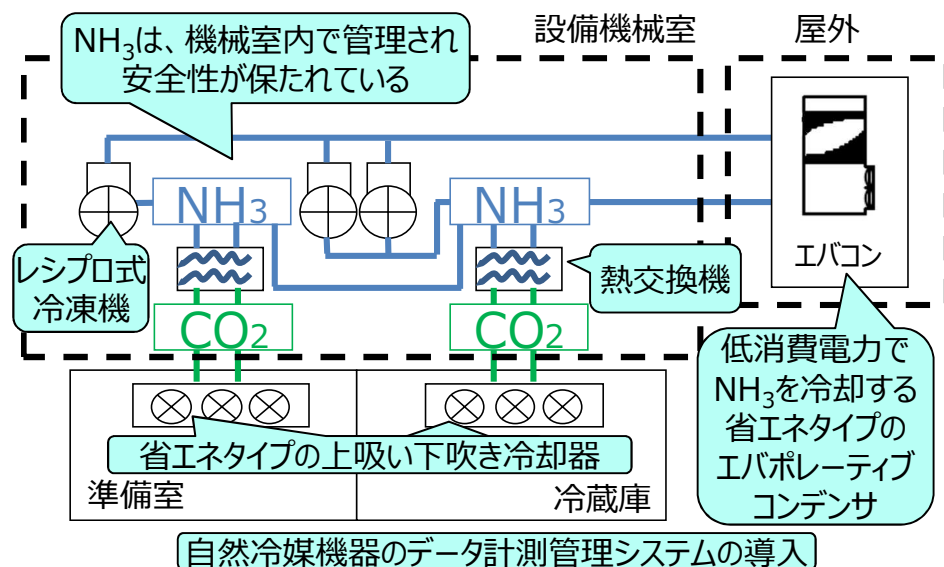 設備機械室
屋外
NH₃は、機械室内で管理され
安全性が保たれている
NH₃
NH₃
レシプロ式
冷凍機
熱交換機
エバコン
CO₂
CO₂
低消費電力で
NH₃を冷却する
省エネタイプの
エバポレーティブ
コンデンサ
省エネタイプの上吸い下吹き冷却器
準備室
冷蔵庫
自然冷媒機器のデータ計測管理システムの導入